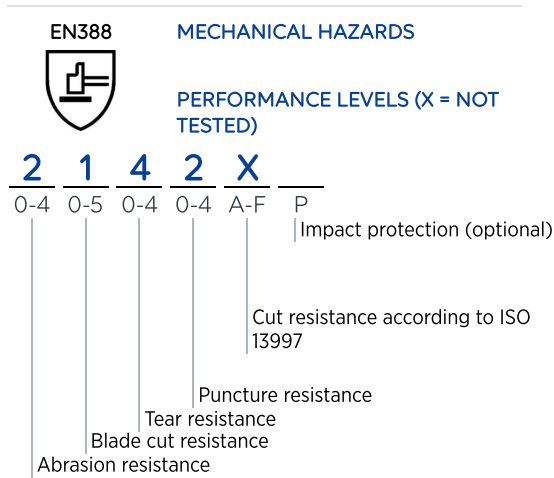 EN388
MECHANICAL HAZARDS
PERFORMANCE LEVELS (X = NOT
TESTED)
2 1 4 2 X
0-4 0-5 0-4 0-4 A-F P
Impact protection (optional)
Cut resistance according to ISO
13997
Puncture resistance
Tear resistance
Blade cut resistance
Abrasion resistance